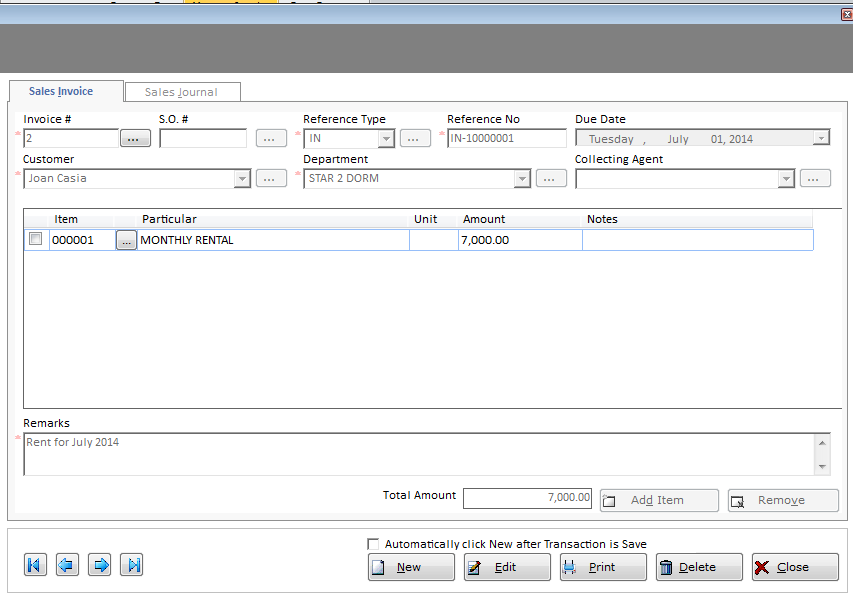 Sales Invoice Sales Journal
Invoice # S.O. # Reference Type Reference No Due Date
* 2 ... ... * IN ... * IN-10000001 Tuesday , July 01, 2014
Customer Department Collecting Agent
* Joan Casia ... * STAR 2 DORM ... ...
Item Particular Unit Amount Notes
000001 ... MONTHLY RENTAL 7,000.00
Remarks
* Rent for July 2014
Total Amount 7,000.00 Add Item Remove
Automatically click New after Transaction is Save
New Edit Print Delete Close